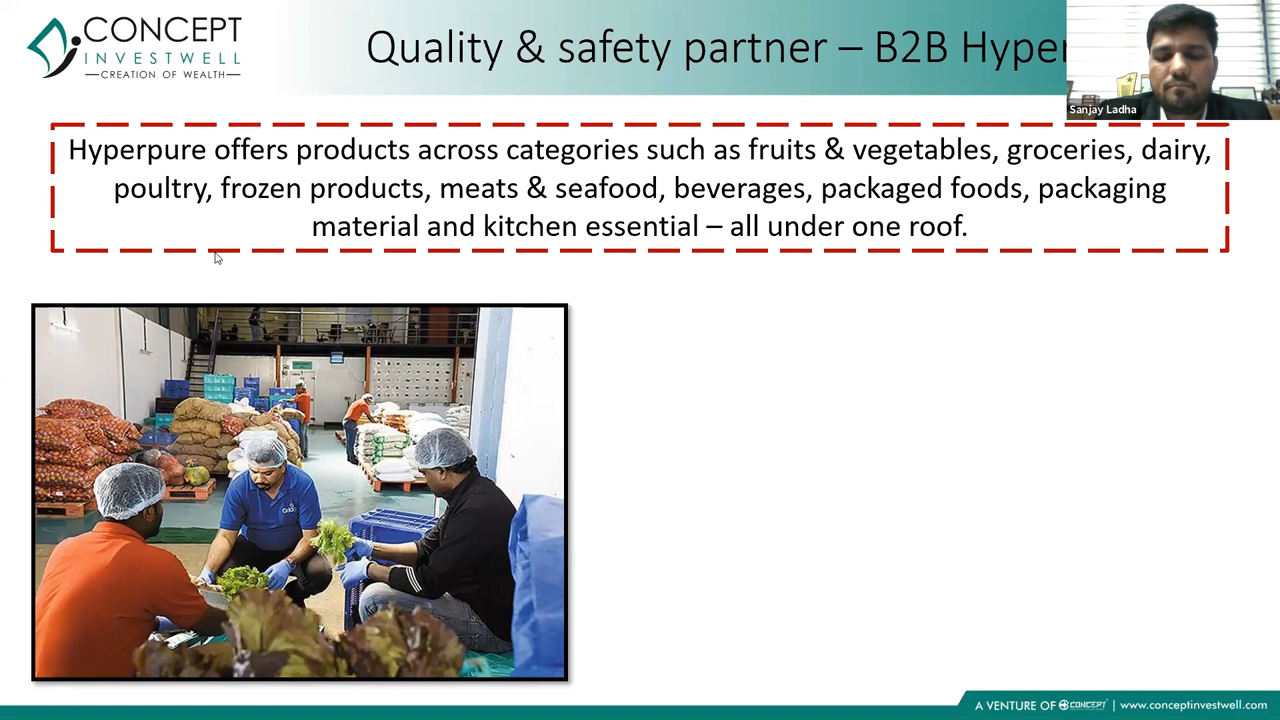 CONCEPT
INVESTWELL
CREATION OF WEALTH
Quality & safety partner – B2B Hyper
Sanjay Ladha
Hyperpure offers products across categories such as fruits & vegetables, groceries, dairy,
poultry, frozen products, meats & seafood, beverages, packaged foods, packaging
material and kitchen essential – all under one roof.
A VENTURE OF CONCEPT | www.conceptinvestwell.com